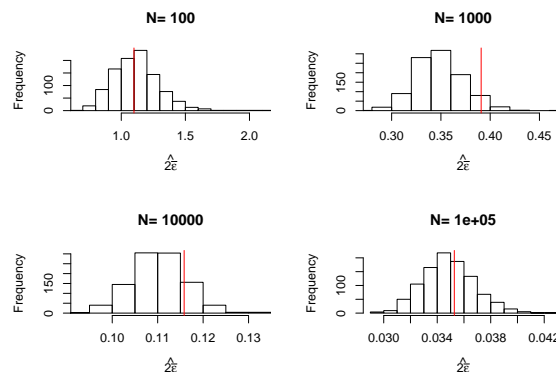 N= 100
Frequency
100
0
1.0
1.5
2.0
2ε̂
N= 1000
Frequency
150
0
0.30
0.35
0.40
0.45
2ε̂
N= 10000
Frequency
150
0
0.10
0.11
0.12
0.13
2ε̂
N= 1e+05
Frequency
100
0
0.030
0.034
0.038
0.042
2ε̂